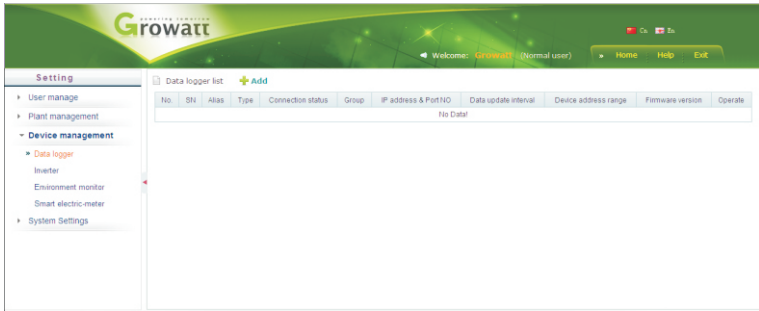 powering tomorrow
Growatt
Cn En
Welcome: Growatt (Normal user) » Home Help Exit
Setting
User manage
Plant management
Device management
» Data logger
Inverter
Environment monitor
Smart electric-meter
System Settings
Data logger list Add
No. SN Alias Type Connection status Group IP address & Port NO Data update interval Device address range Firmware version Operate
No Data!